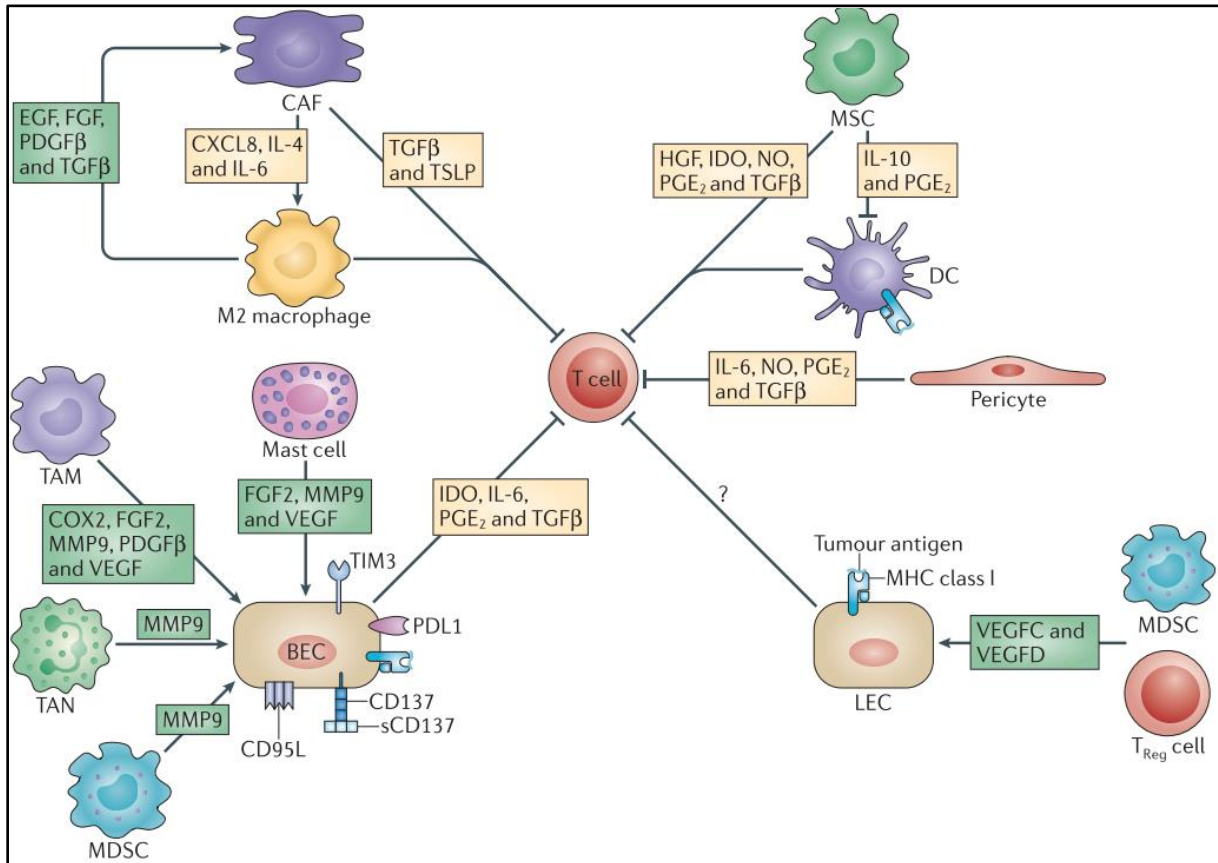 CAF
MSC
EGF, FGF,
PDGFβ
and TGFβ
CXCL8, IL-4
and IL-6
TGFβ
and TSLP
HGF, IDO, NO,
PGE₂ and TGFβ
IL-10
and PGE₂
DC
M2 macrophage
T cell
IL-6, NO, PGE₂
and TGFβ
Pericyte
TAM
Mast cell
COX2, FGF2,
MMP9, PDGFβ
and VEGF
FGF2, MMP9
and VEGF
IDO, IL-6,
PGE₂ and TGFβ
?
TIM3
PDL1
BEC
MMP9
TAN
MMP9
CD95L
CD137
sCD137
MDSC
Tumour antigen
MHC class I
LEC
VEGFC and
VEGFD
MDSC
TReg cell